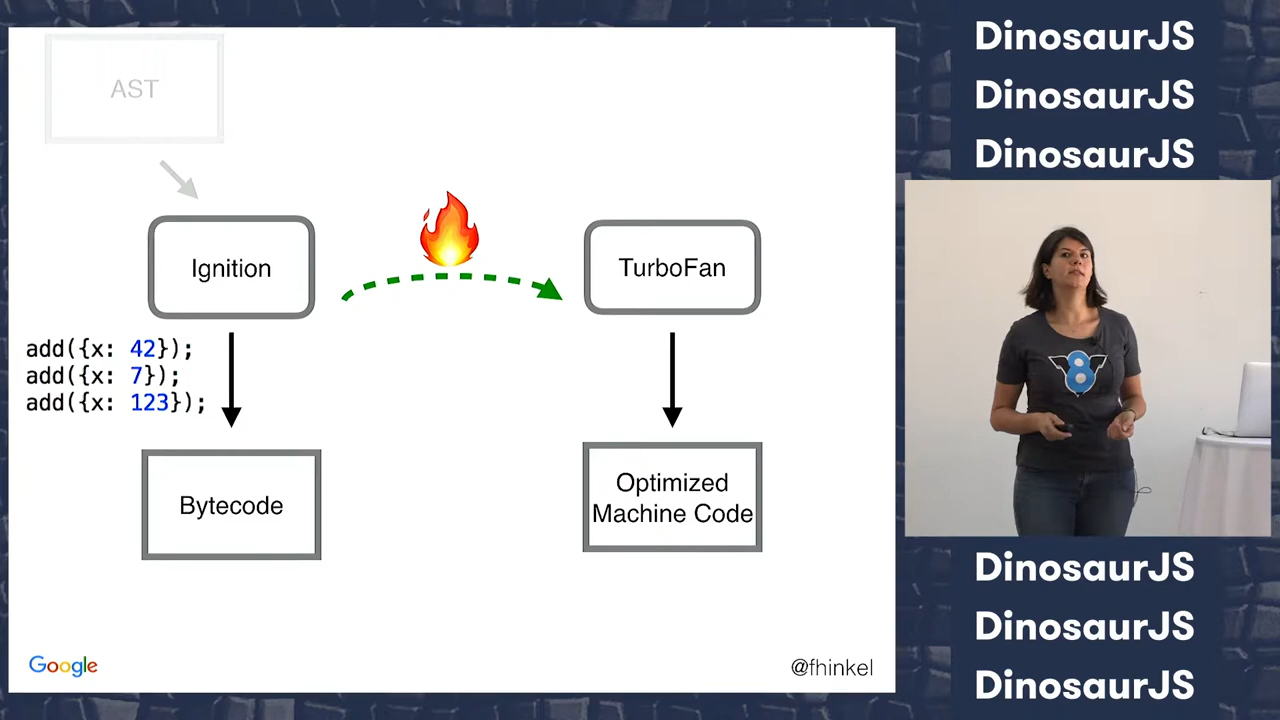 AST
Ignition
TurboFan
add({x: 42});
add({x: 7});
add({x: 123});
Bytecode
Optimized
Machine Code
Google
@fhinkel
DinosaurJS
DinosaurJS
DinosaurJS
8
DinosaurJS
DinosaurJS
DinosaurJS